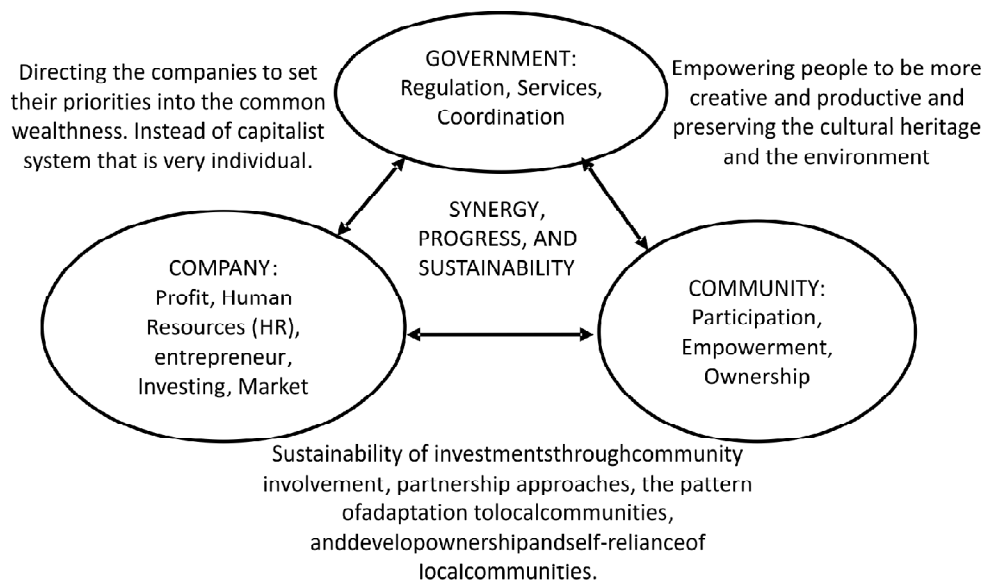 GOVERNMENT:
Regulation, Services,
Coordination
Directing the companies to set
their priorities into the common
wealthness. Instead of capitalist
system that is very individual.
Empowering people to be more
creative and productive and
preserving the cultural heritage
and the environment
SYNERGY,
PROGRESS, AND
SUSTAINABILITY
COMPANY:
Profit, Human
Resources (HR),
entrepreneur,
Investing, Market
COMMUNITY:
Participation,
Empowerment,
Ownership
Sustainability of investmentsthroughcommunity
involvement, partnership approaches, the pattern
ofadaptation tolocalcommunities,
anddevelopownershipandself-relianceof
localcommunities.